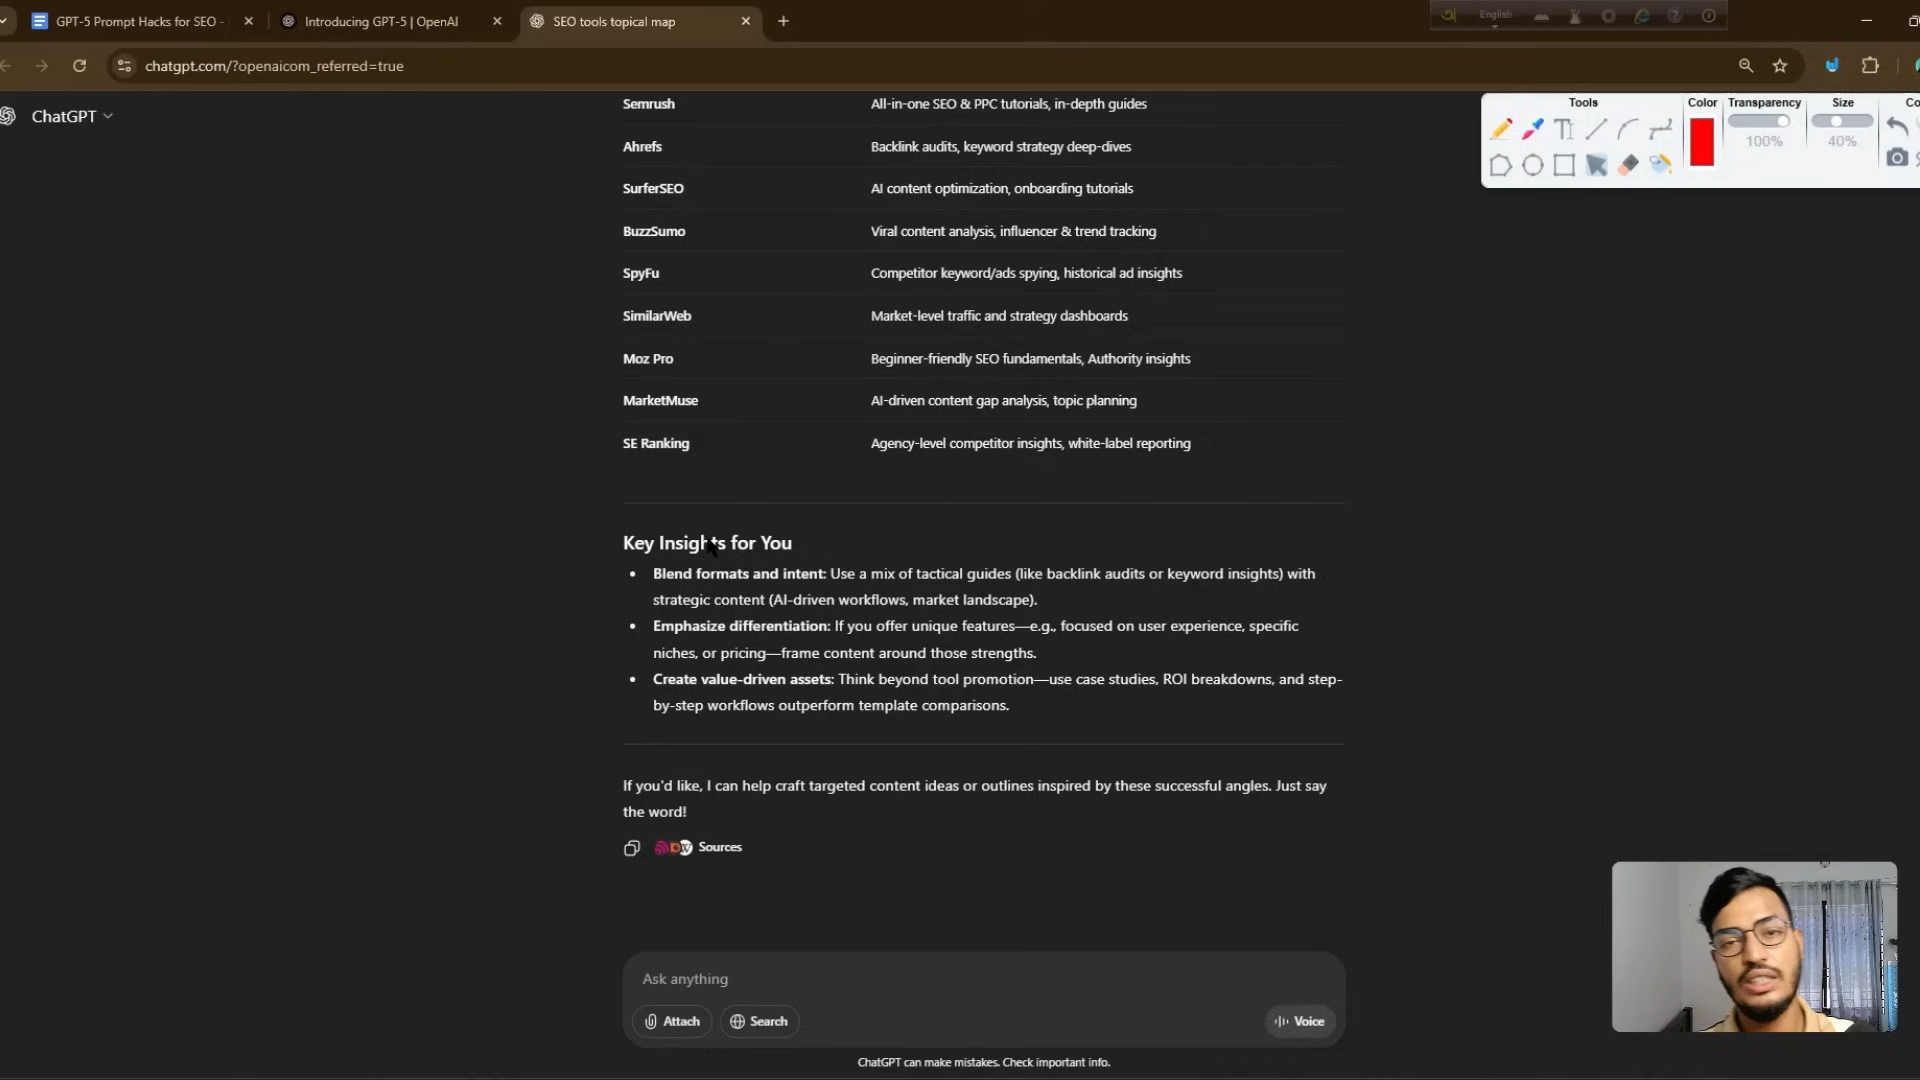 GPT-5 Prompt Hacks for SEO -
Introducing GPT-5 | OpenAI
SEO tools topical map
English
chatgpt.com/?openaicom_referred=true
ChatGPT
Tools
Color
Transparency
Size
Co
100%
40%
Semrush All-in-one SEO & PPC tutorials, in-depth guides
Ahrefs Backlink audits, keyword strategy deep-dives
SurferSEO AI content optimization, onboarding tutorials
BuzzSumo Viral content analysis, influencer & trend tracking
SpyFu Competitor keyword/ads spying, historical ad insights
SimilarWeb Market-level traffic and strategy dashboards
Moz Pro Beginner-friendly SEO fundamentals, Authority insights
MarketMuse AI-driven content gap analysis, topic planning
SE Ranking Agency-level competitor insights, white-label reporting
Key Insights for You
• Blend formats and intent: Use a mix of tactical guides (like backlink audits or keyword insights) with
strategic content (AI-driven workflows, market landscape).
• Emphasize differentiation: If you offer unique features—e.g., focused on user experience, specific
niches, or pricing—frame content around those strengths.
• Create value-driven assets: Think beyond tool promotion—use case studies, ROI breakdowns, and step-
by-step workflows outperform template comparisons.
If you'd like, I can help craft targeted content ideas or outlines inspired by these successful angles. Just say
the word!
Sources
Ask anything
Attach
Search
Voice
ChatGPT can make mistakes. Check important info.